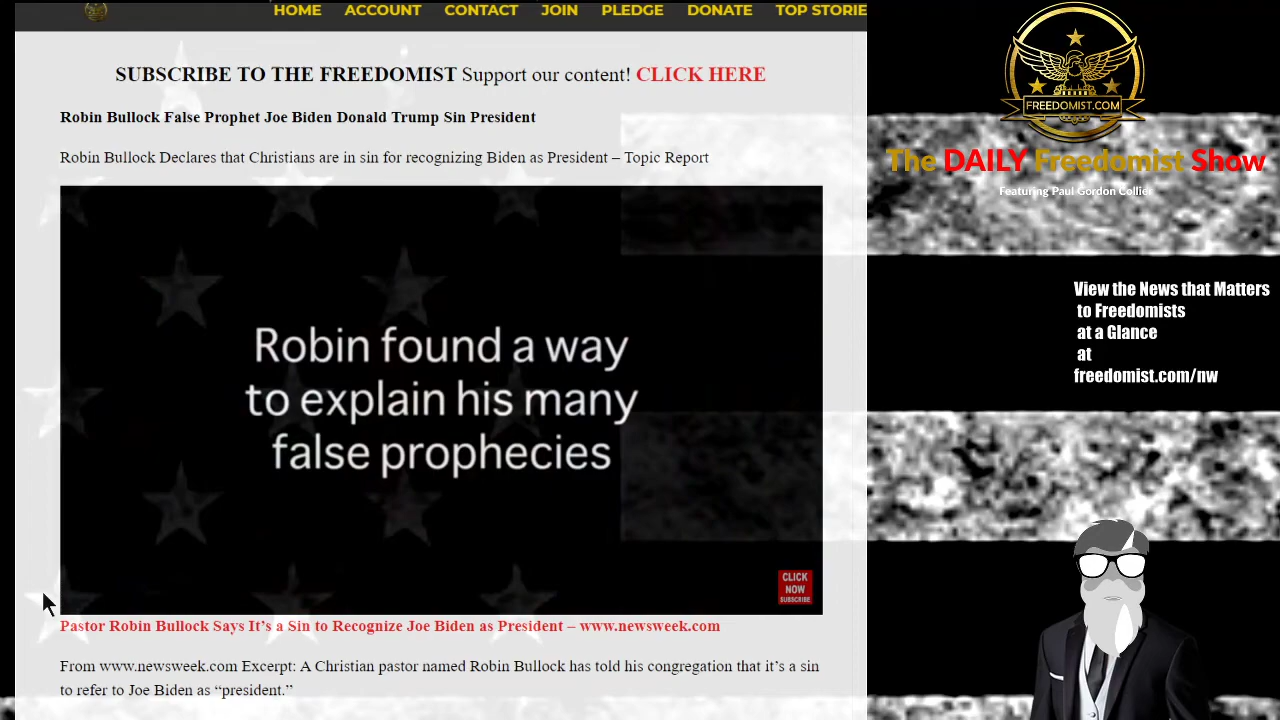 HOME ACCOUNT CONTACT JOIN PLEDGE DONATE TOP STORIE
SUBSCRIBE TO THE FREEDOMIST Support our content! CLICK HERE
Robin Bullock False Prophet Joe Biden Donald Trump Sin President
Robin Bullock Declares that Christians are in sin for recognizing Biden as President – Topic Report
Robin found a way
to explain his many
false prophecies
CLICK
NOW
SUBSCRIBE
Pastor Robin Bullock Says It’s a Sin to Recognize Joe Biden as President – www.newsweek.com
From www.newsweek.com Excerpt: A Christian pastor named Robin Bullock has told his congregation that it’s a sin
to refer to Joe Biden as “president.”
FREEDOMIST.COM
The DAILY Freedomist Show
Featuring Paul Gordon Collier
View the News that Matters
to Freedomists
at a Glance
at
freedomist.com/nw